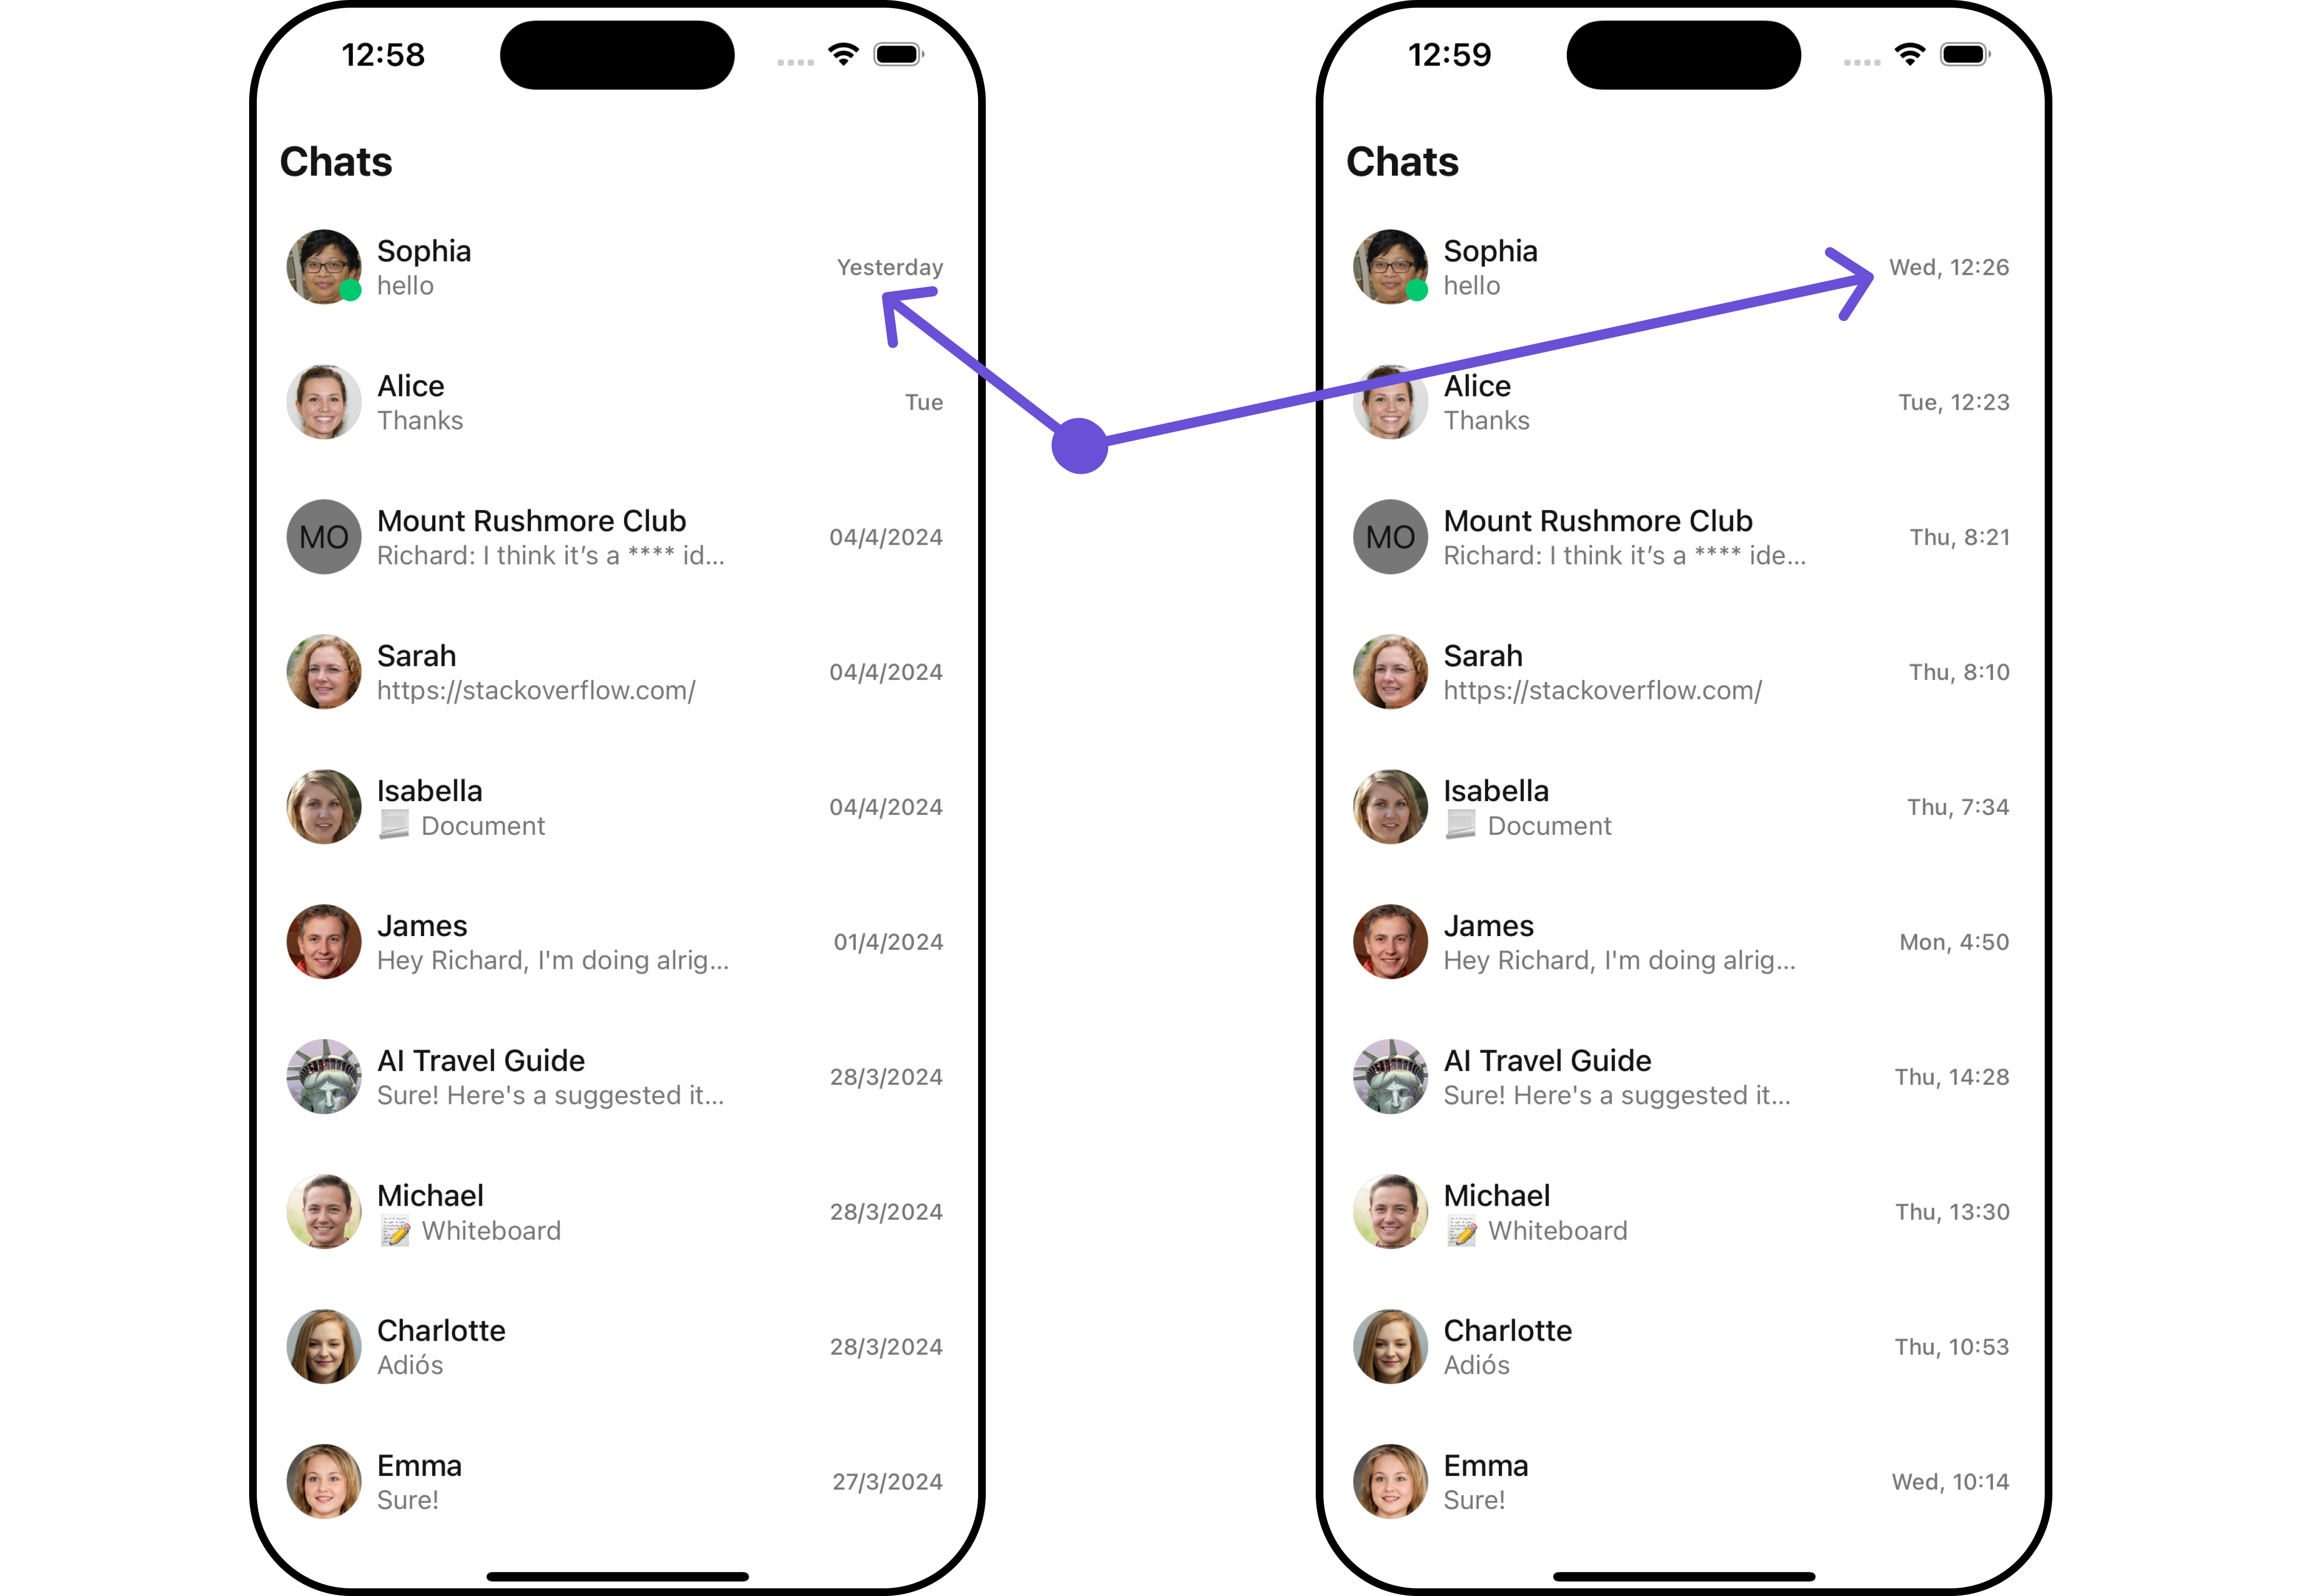 12:58
Chats
Sophia
hello
Yesterday
Alice
Thanks
Tue
MO
Mount Rushmore Club
Richard: I think it’s a **** id...
04/4/2024
Sarah
https://stackoverflow.com/
04/4/2024
Isabella
Document
04/4/2024
James
Hey Richard, I'm doing alrig...
01/4/2024
AI Travel Guide
Sure! Here's a suggested it...
28/3/2024
Michael
Whiteboard
28/3/2024
Charlotte
Adiós
28/3/2024
Emma
Sure!
27/3/2024
12:59
Chats
Sophia
hello
Wed, 12:26
Alice
Thanks
Tue, 12:23
MO
Mount Rushmore Club
Richard: I think it’s a **** ide...
Thu, 8:21
Sarah
https://stackoverflow.com/
Thu, 8:10
Isabella
Document
Thu, 7:34
James
Hey Richard, I'm doing alrig...
Mon, 4:50
AI Travel Guide
Sure! Here's a suggested it...
Thu, 14:28
Michael
Whiteboard
Thu, 13:30
Charlotte
Adiós
Thu, 10:53
Emma
Sure!
Wed, 10:14